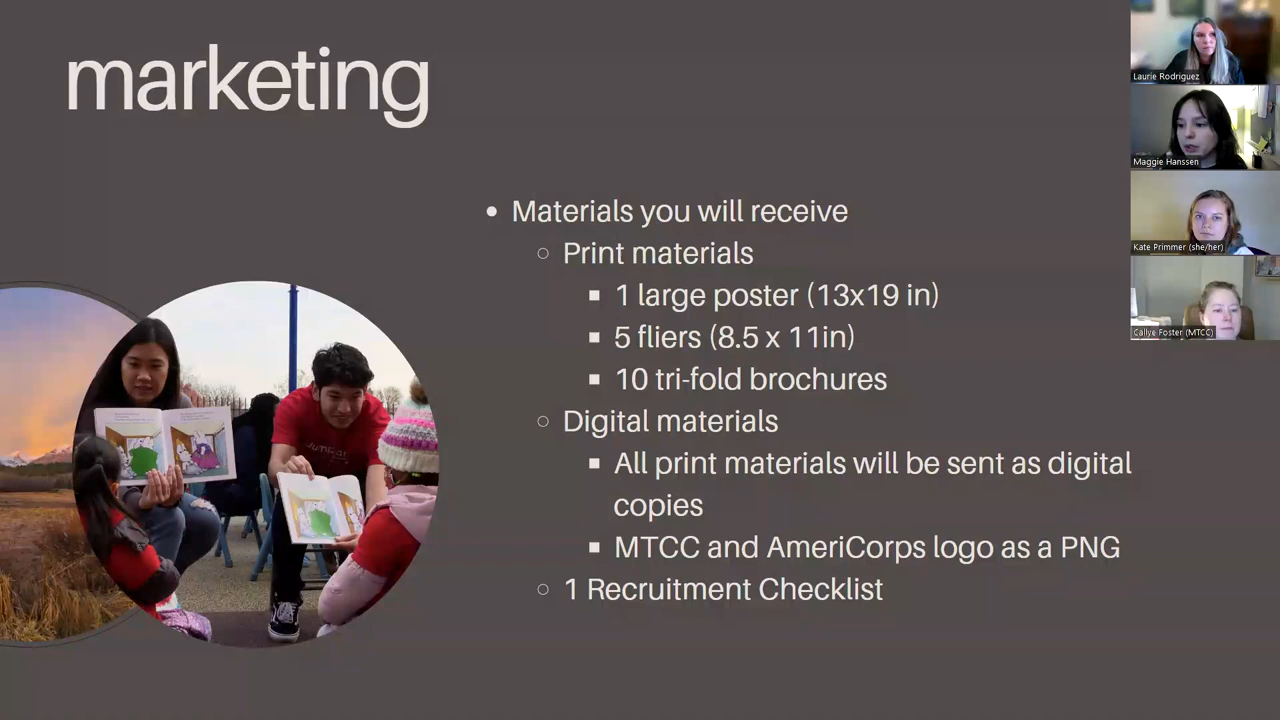 marketing
Materials you will receive
Print materials
1 large poster (13x19 in)
5 fliers (8.5 x 11in)
10 tri-fold brochures
Digital materials
All print materials will be sent as digital
copies
MTCC and AmeriCorps logo as a PNG
1 Recruitment Checklist
Laurie Rodriguez
Maggie Hanssen
Kate Primmer (she/her)
Callye Foster (MTCC)